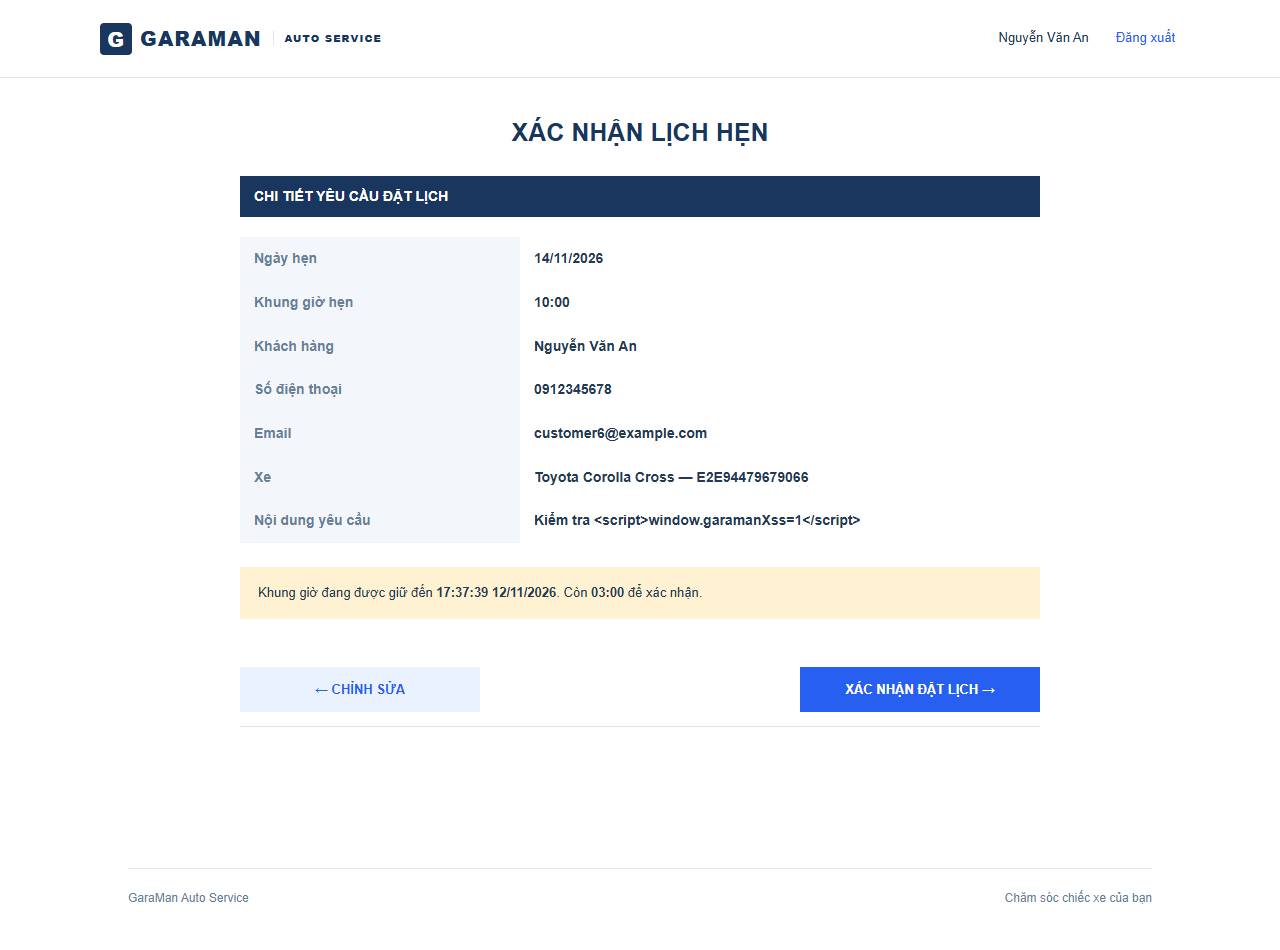 G GARAMAN AUTO SERVICE
Nguyễn Văn An Đăng xuất
XÁC NHẬN LỊCH HẸN
CHI TIẾT YÊU CẦU ĐẶT LỊCH
Ngày hẹn 14/11/2026
Khung giờ hẹn 10:00
Khách hàng Nguyễn Văn An
Số điện thoại 0912345678
Email customer6@example.com
Xe Toyota Corolla Cross — E2E94479679066
Nội dung yêu cầu Kiểm tra <script>window.garamanXss=1</script>
Khung giờ đang được giữ đến 17:37:39 12/11/2026. Còn 03:00 để xác nhận.
← CHỈNH SỬA
XÁC NHẬN ĐẶT LỊCH →
GaraMan Auto Service
Chăm sóc chiếc xe của bạn